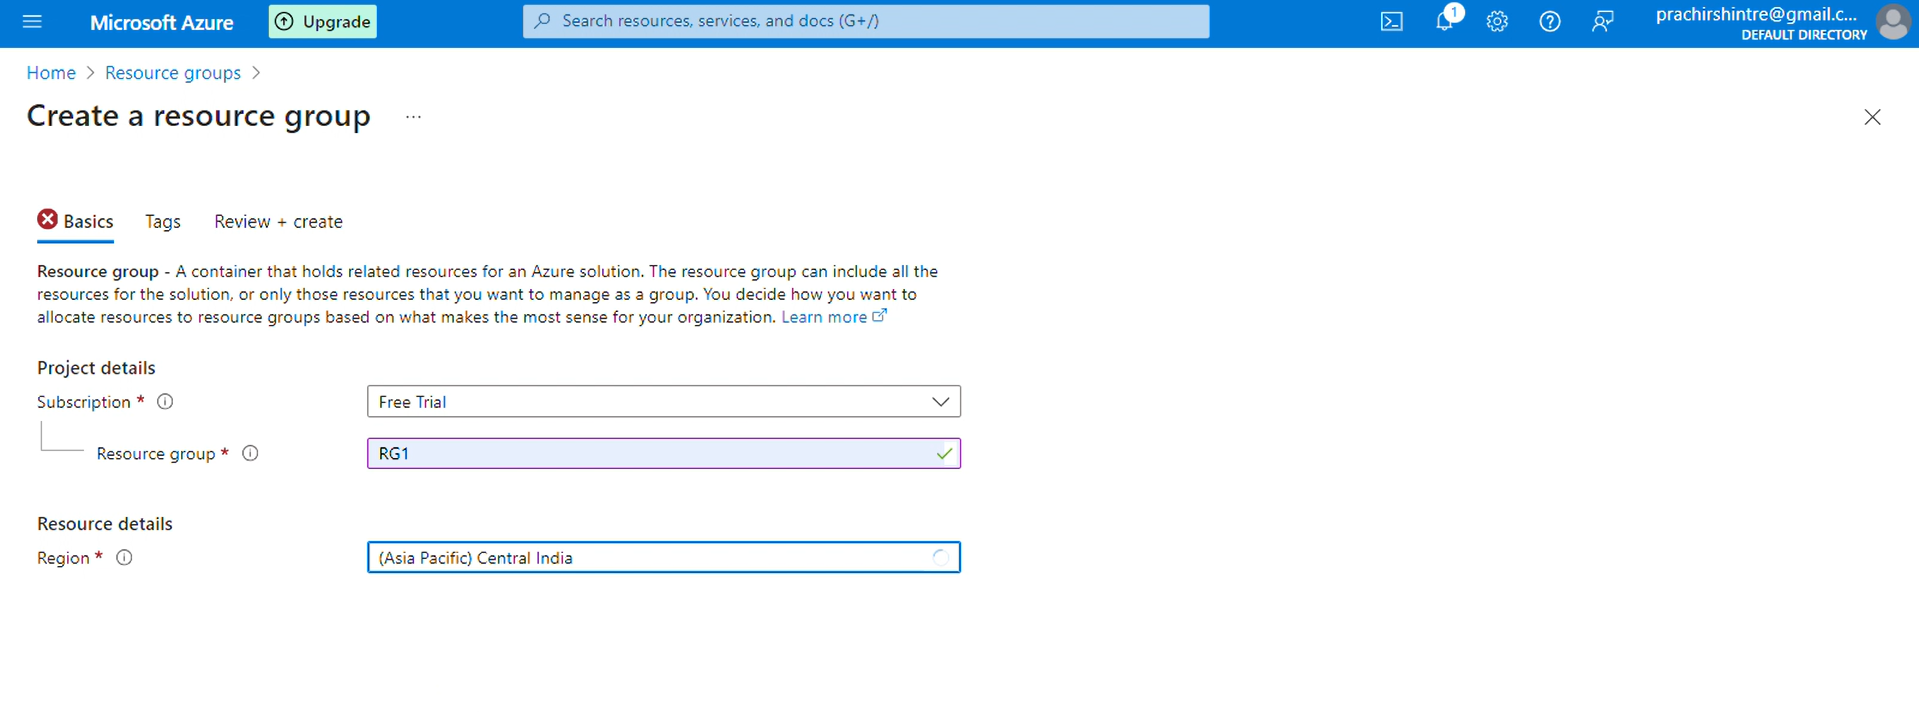 Microsoft Azure
Upgrade
Search resources, services, and docs (G+/)
1
prachirshintre@gmail.c...
DEFAULT DIRECTORY
Home > Resource groups >
Create a resource group ...
Basics Tags Review + create
Resource group - A container that holds related resources for an Azure solution. The resource group can include all the
resources for the solution, or only those resources that you want to manage as a group. You decide how you want to
allocate resources to resource groups based on what makes the most sense for your organization. Learn more
Project details
Subscription *
Free Trial
Resource group *
RG1
Resource details
Region *
(Asia Pacific) Central India